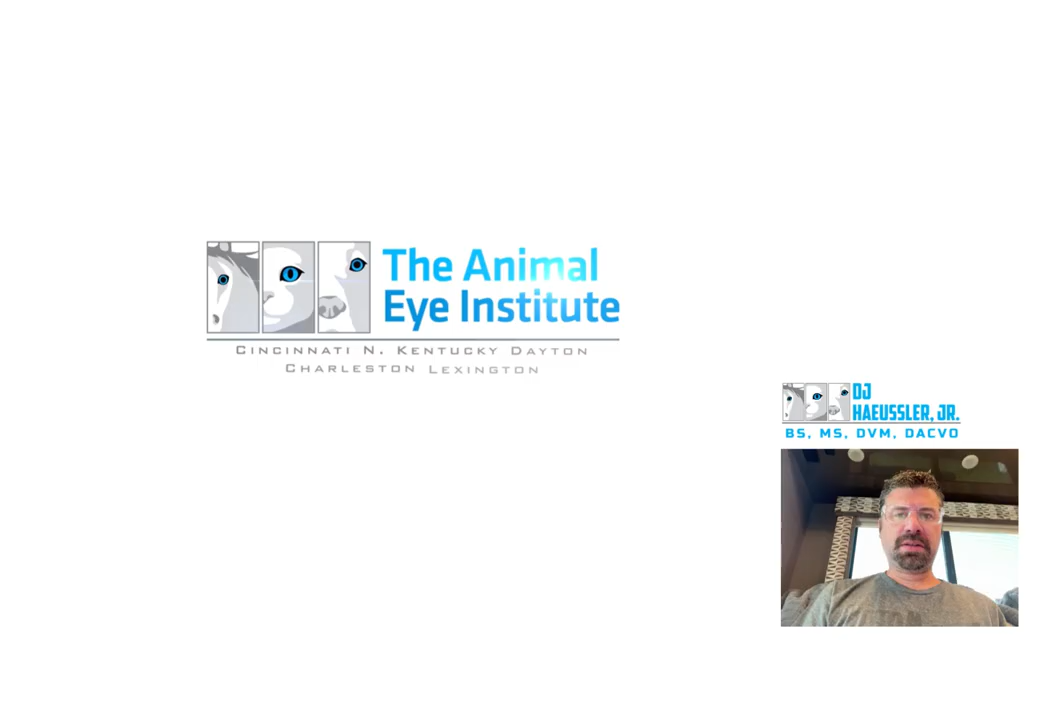 The Animal
Eye Institute
Cincinnati N. Kentucky Dayton
Charleston Lexington
DJ
HAEUSSLER, JR.
BS, MS, DVM, DACVO